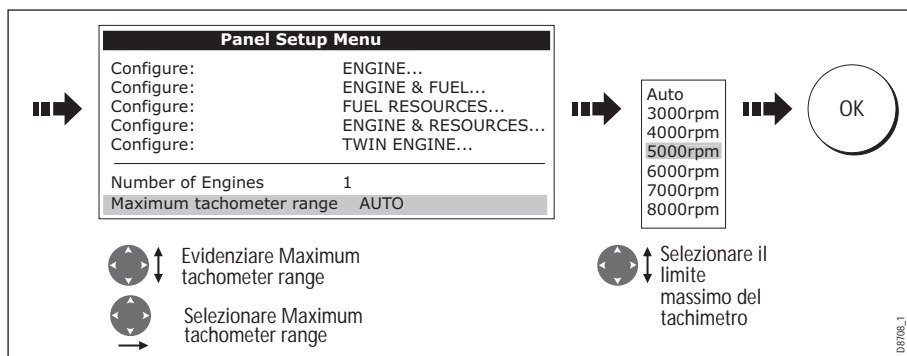 Panel Setup Menu
Configure: ENGINE...
Configure: ENGINE & FUEL...
Configure: FUEL RESOURCES...
Configure: ENGINE & RESOURCES...
Configure: TWIN ENGINE...
Number of Engines 1
Maximum tachometer range AUTO
Evidenziare Maximum
tachometer range
Selezionare Maximum
tachometer range
Auto
3000rpm
4000rpm
5000rpm
6000rpm
7000rpm
8000rpm
Selezionare il
limite
massimo del
tachimetro
OK
D8708_1